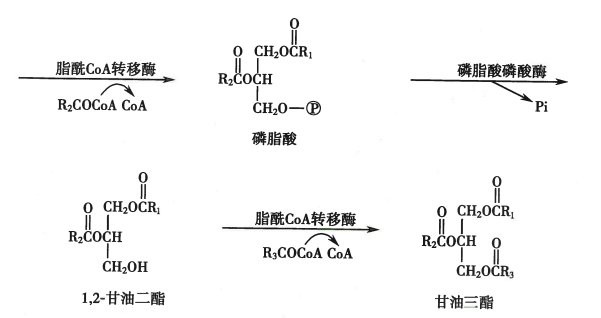 脂酰CoA转移酶
R₂COCoA CoA
O
O CH₂OCR₁
R₂COCH
CH₂O—Ⓟ
磷脂酸
磷脂酸磷酸酶
Pi
O
O CH₂OCR₁
R₂COCH
CH₂OH
1,2-甘油二酯
脂酰CoA转移酶
R₃COCoA CoA
O
O CH₂OCR₁
R₂COCH O
CH₂OCR₃
甘油三酯